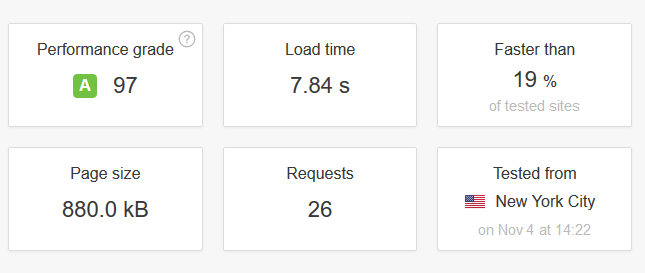 Performance grade
?
A 97
Load time
7.84 s
Faster than
19 %
of tested sites
Page size
880.0 kB
Requests
26
Tested from
New York City
on Nov 4 at 14:22